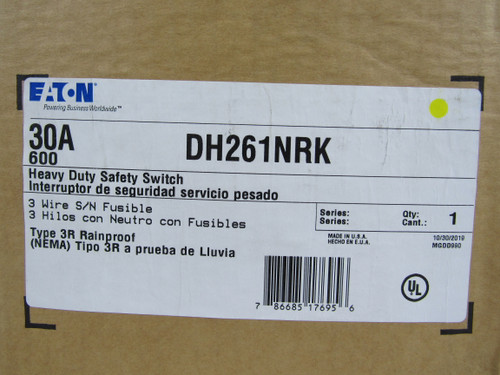 EATON
Powering Business Worldwide™
30A
600
DH261NRK
Heavy Duty Safety Switch
Interruptor de seguridad servicio pesado
3 Wire S/N Fusible
3 Hilos con Neutro con Fusibles
Type 3R Rainproof
(NEMA) Tipo 3R a prueba de Lluvia
Series:
Series:
Qty:
Cant.:
1
MADE IN U.S.A.
HECHO EN E.U.A.
10/30/2019
MGDD990
UL
7 86685 17695 6